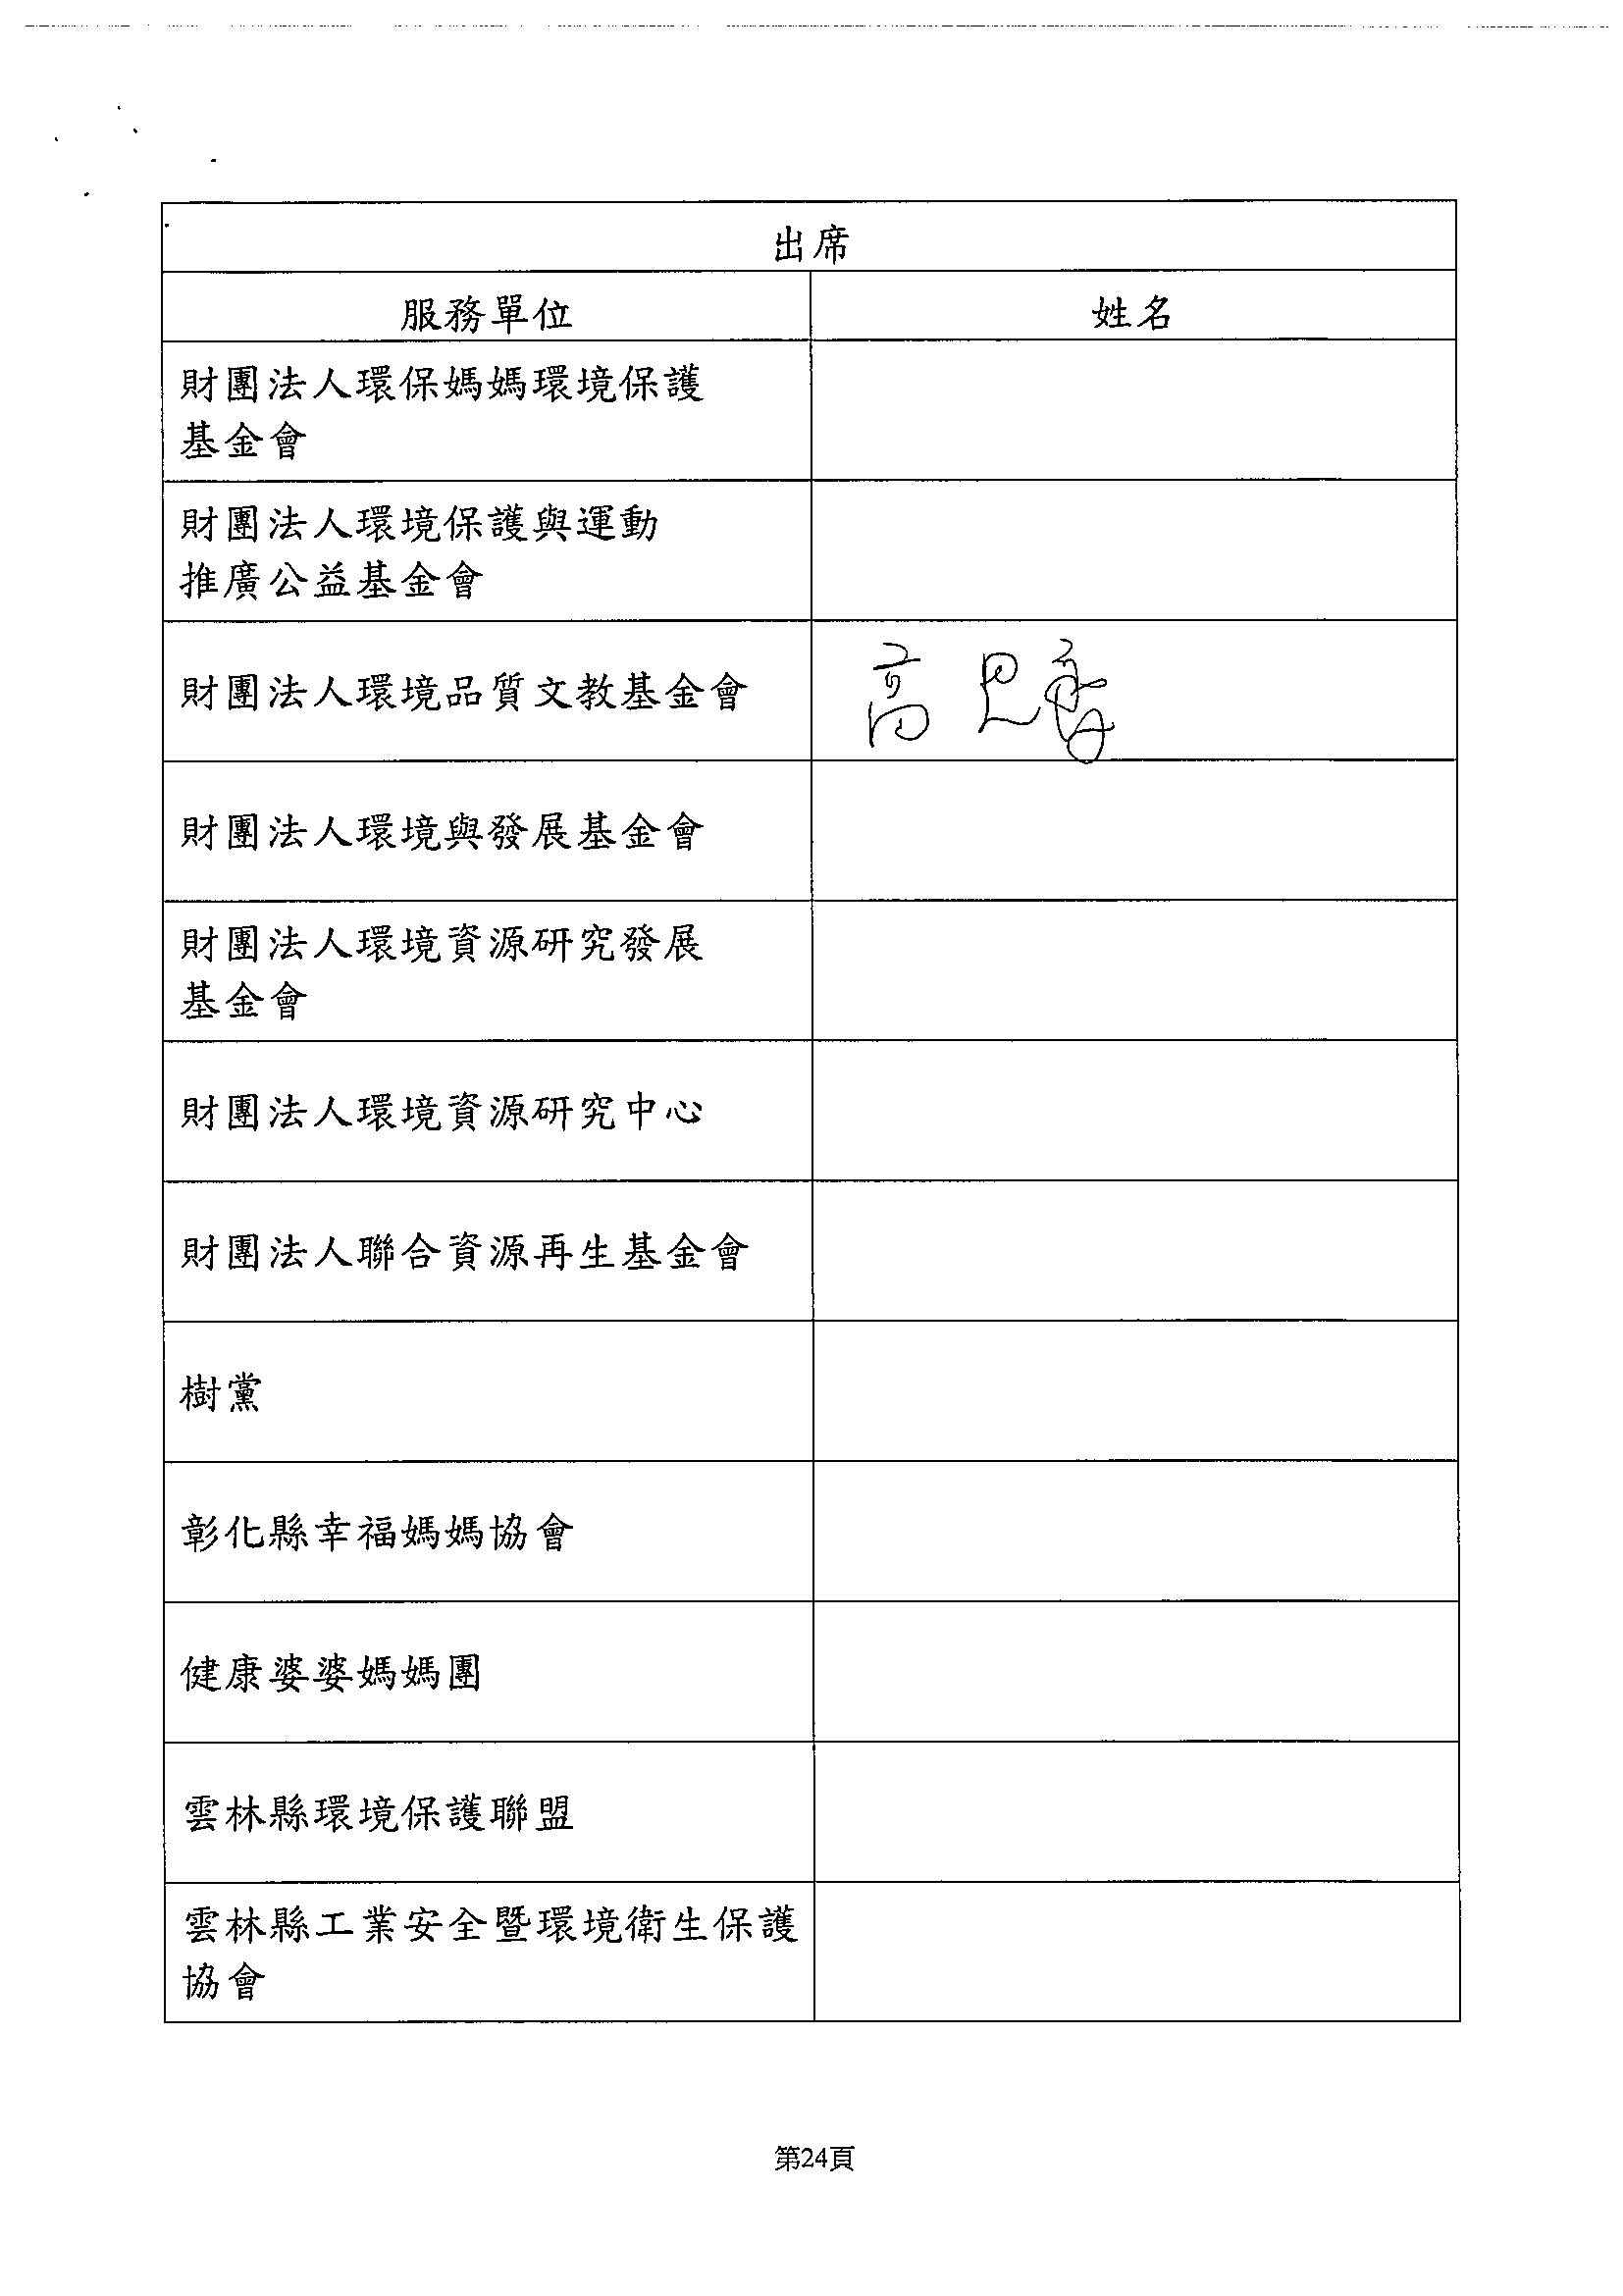 出席
服務單位 姓名
財團法人環保媽媽環境保護
基金會
財團法人環境保護與運動
推廣公益基金會
財團法人環境品質文教基金會 高思齊
財團法人環境與發展基金會
財團法人環境資源研究發展
基金會
財團法人環境資源研究中心
財團法人聯合資源再生基金會
樹黨
彰化縣幸福媽媽協會
健康婆婆媽媽團
雲林縣環境保護聯盟
雲林縣工業安全暨環境衛生保護
協會
第24頁